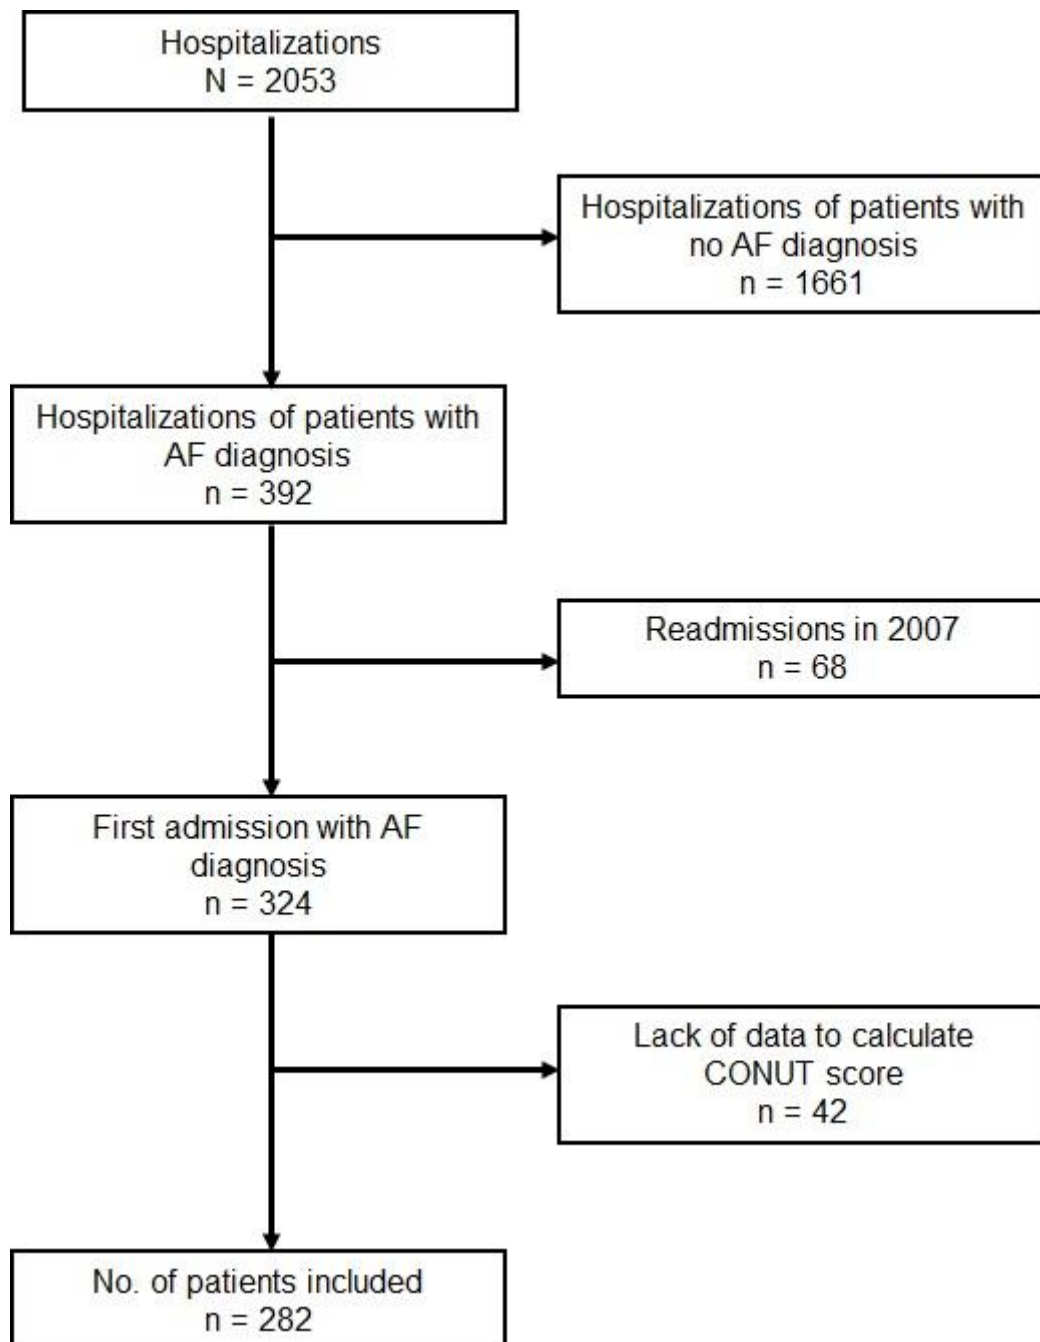 Hospitalizations
N = 2053
Hospitalizations of patients with
no AF diagnosis
n = 1661
Hospitalizations of patients with
AF diagnosis
n = 392
Readmissions in 2007
n = 68
First admission with AF
diagnosis
n = 324
Lack of data to calculate
CONUT score
n = 42
No. of patients included
n = 282